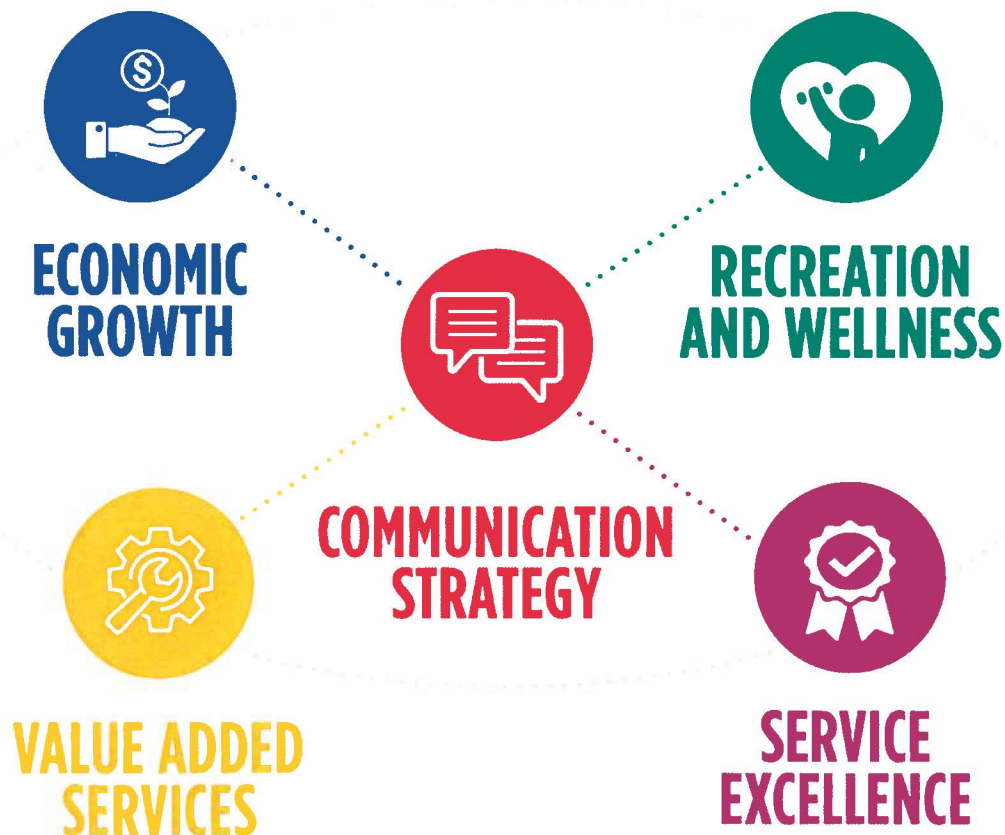 $
ECONOMIC
GROWTH
RECREATION
AND WELLNESS
COMMUNICATION
STRATEGY
VALUE ADDED
SERVICES
SERVICE
EXCELLENCE